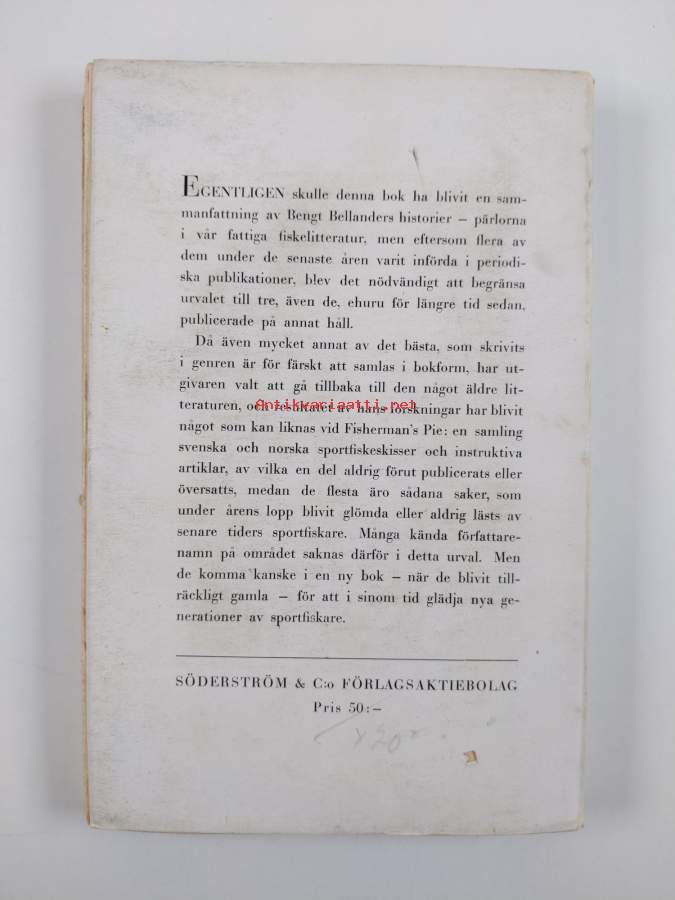 EGENTLIGEN skulle denna bok ha blivit en sam-
manfattning av Bengt Bellanders historier – pärlorna
i vår fattiga fiskelitteratur, men eftersom flera av
dem under de senaste åren varit införda i periodi-
ska publikationer, blev det nödvändigt att begränsa
urvalet till tre, även de, ehuru för längre tid sedan,
publicerade på annat håll.
Då även mycket annat av det bästa, som skrivits
i genren är för färskt att samlas i bokform, har ut-
givaren valt att gå tillbaka till den något äldre lit-
teraturen, och resultatet av hans forskningar har blivit
Antikvariaatti.net
något som kan liknas vid Fisherman's Pie: en samling
svenska och norska sportfiskeskisser och instruktiva
artiklar, av vilka en del aldrig förut publicerats eller
översatts, medan de flesta äro sådana saker, som
under årens lopp blivit glömda eller aldrig lästs av
senare tiders sportfiskare. Många kända författare-
namn på området saknas därför i detta urval. Men
de komma kanske i en ny bok – när de blivit till-
räckligt gamla – för att i sinom tid glädja nya ge-
nerationer av sportfiskare.
SÖDERSTRÖM & C:o FÖRLAGSAKTIEBOLAG
Pris 50:–